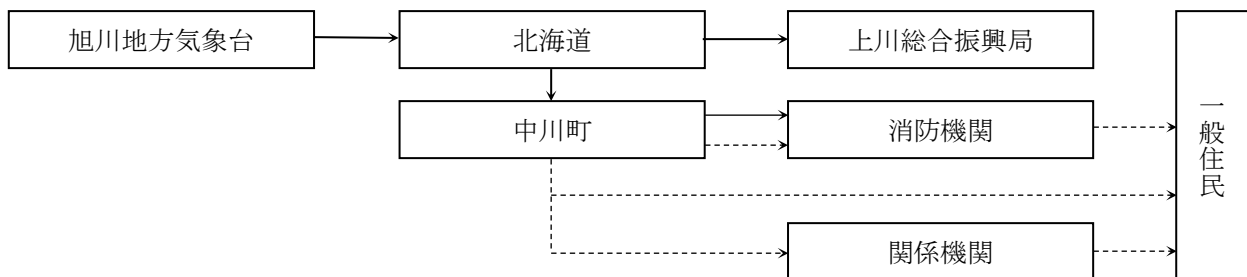 旭川地方気象台
北海道
上川総合振興局
中川町
消防機関
一般住民
関係機関